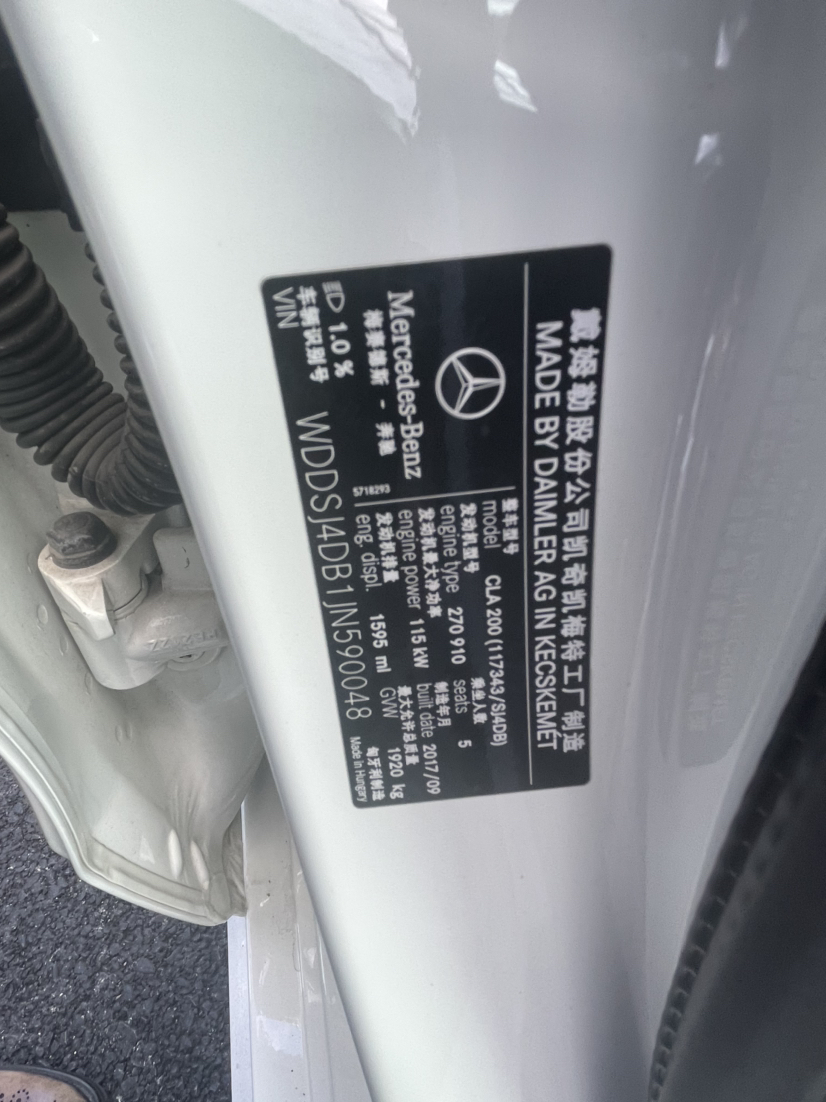 戴姆勒股份公司凯奇凯梅特工厂制造
MADE BY DAIMLER AG IN KECSKEMÉT
Mercedes-Benz
梅赛德斯 - 奔驰
1.0 %
整车型号
model CLA 200 (117343/SJ4DB)
发动机型号 乘坐人数
engine type 270 910 seats 5
发动机最大净功率 制造年月
engine power 115 kW built date 2017/09
发动机排量 最大允许总质量
eng. displ. 1595 ml GVW 1920 kg
5718293
车辆识别号
VIN WDDSJ4DB1JN590048
匈牙利制造
Made in Hungary